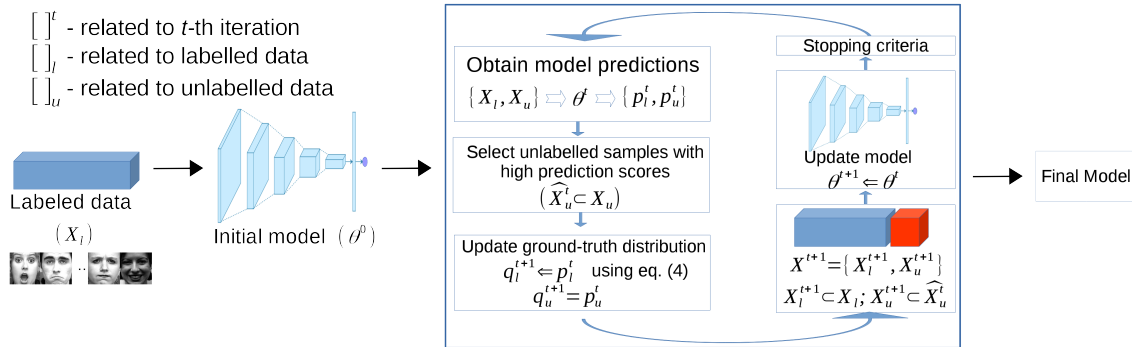 [ ]^t - related to t-th iteration
[ ]_l - related to labelled data
[ ]_u - related to unlabelled data
Labeled data
(X_l)
..
Initial model (θ^0)
Obtain model predictions
{X_l, X_u} ⇨ θ^t ⇨ {p_l^t, p_u^t}
Select unlabelled samples with
high prediction scores
(\widehat{X}_u^t ⊂ X_u)
Update ground-truth distribution
q_l^{t+1} ⇐ p_l^t using eq. (4)
q_u^{t+1} = p_u^t
X^{t+1} = {X_l^{t+1}, X_u^{t+1}}
X_l^{t+1} ⊂ X_l; X_u^{t+1} ⊂ \widehat{X}_u^t
Update model
θ^{t+1} ⇐ θ^t
Stopping criteria
Final Model